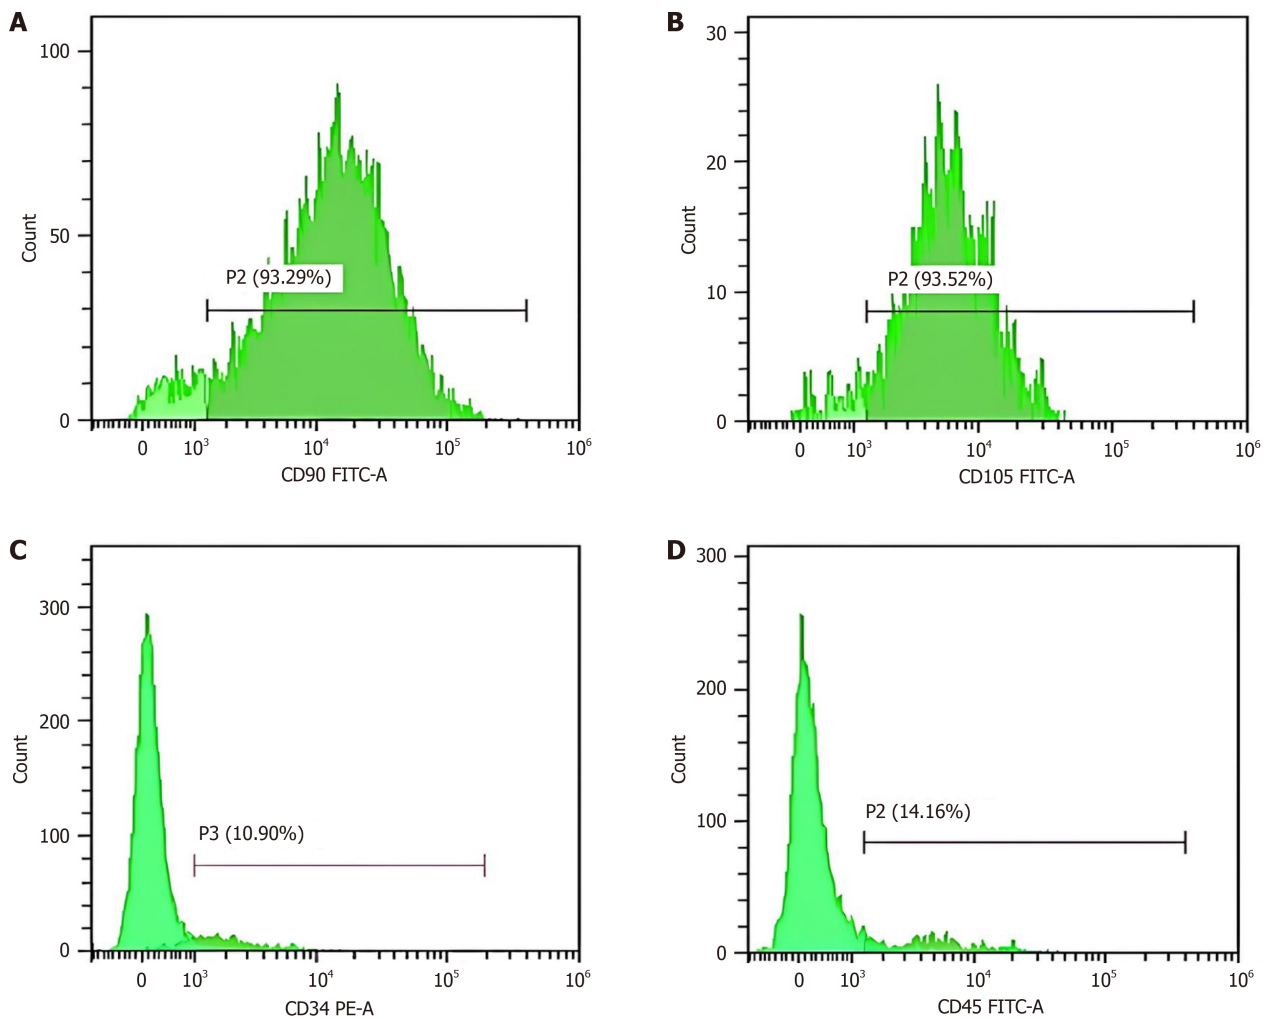 A
100
50
0
Count
P2 (93.29%)
0 10³ 10⁴ 10⁵ 10⁶
CD90 FITC-A
B
30
20
10
0
Count
P2 (93.52%)
0 10³ 10⁴ 10⁵ 10⁶
CD105 FITC-A
C
300
200
100
0
Count
P3 (10.90%)
0 10³ 10⁴ 10⁵ 10⁶
CD34 PE-A
D
300
200
100
0
Count
P2 (14.16%)
0 10³ 10⁴ 10⁵ 10⁶
CD45 FITC-A